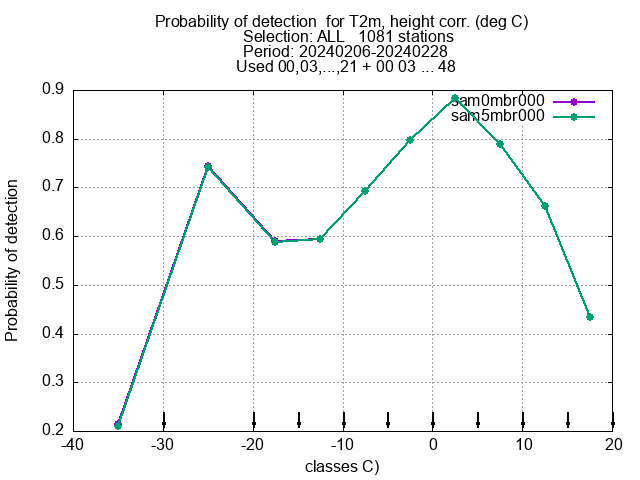 Probability of detection  for T2m, height corr. (deg C)
Selection: ALL   1081 stations
Period: 20240206-20240228
Used 00,03,...,21 + 00 03 ... 48
sam0mbr000
sam5mbr000
Probability of detection
0.9
0.8
0.7
0.6
0.5
0.4
0.3
0.2
-40 -30 -20 -10 0 10 20
classes C)